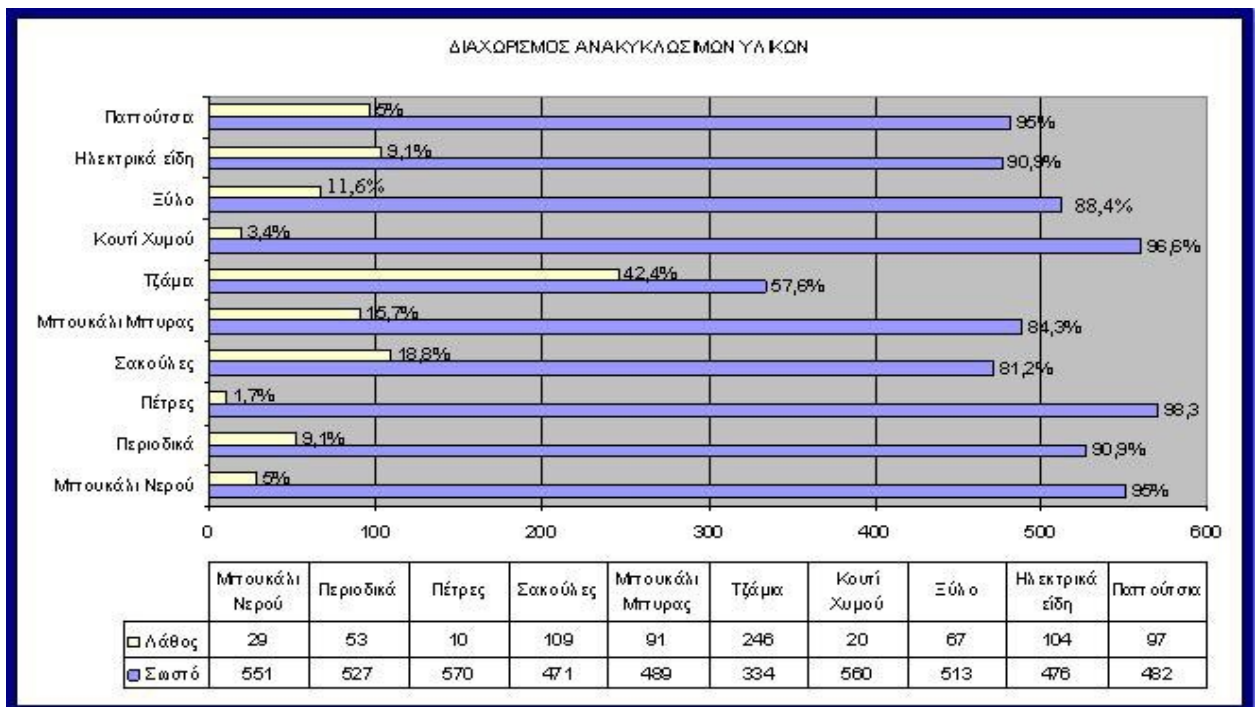 ΔΙΑΧΩΡΙΣΜΟΣ ΑΝΑΚΥΚΛΩΣΙΜΩΝ ΥΛΙΚΩΝ
Παπούτσια 5% 95%
Ηλεκτρικά είδη 9,1% 90,9%
Ξύλο 11,6% 88,4%
Κουτί Χυμού 3,4% 96,6%
Τζάμια 42,4% 57,6%
Μπουκάλι Μπυρας 15,7% 84,3%
Σακούλες 18,8% 81,2%
Πέτρες 1,7% 98,3
Περιοδικά 9,1% 90,9%
Μπουκάλι Νερού 5% 95%
0 100 200 300 400 500 600
Μπουκάλι Νερού Περιοδικά Πέτρες Σακούλες Μπουκάλι Μπυρας Τζάμια Κουτί Χυμού Ξύλο Ηλεκτρικά είδη Παπούτσια
Λάθος 29 53 10 109 91 246 20 67 104 97
Σωστό 551 527 570 471 489 334 560 513 476 482